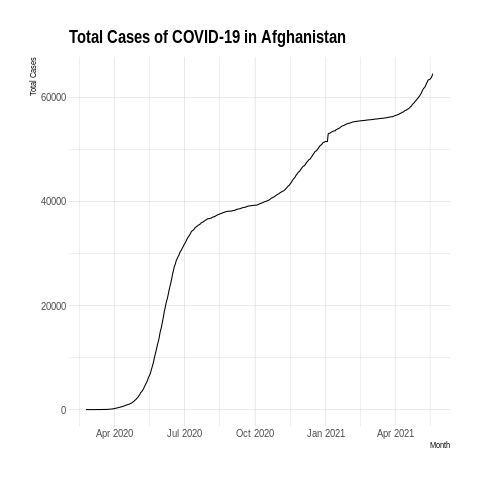 Total Cases of COVID-19 in Afghanistan
Total Cases
60000
40000
20000
0
Apr 2020
Jul 2020
Oct 2020
Jan 2021
Apr 2021
Month